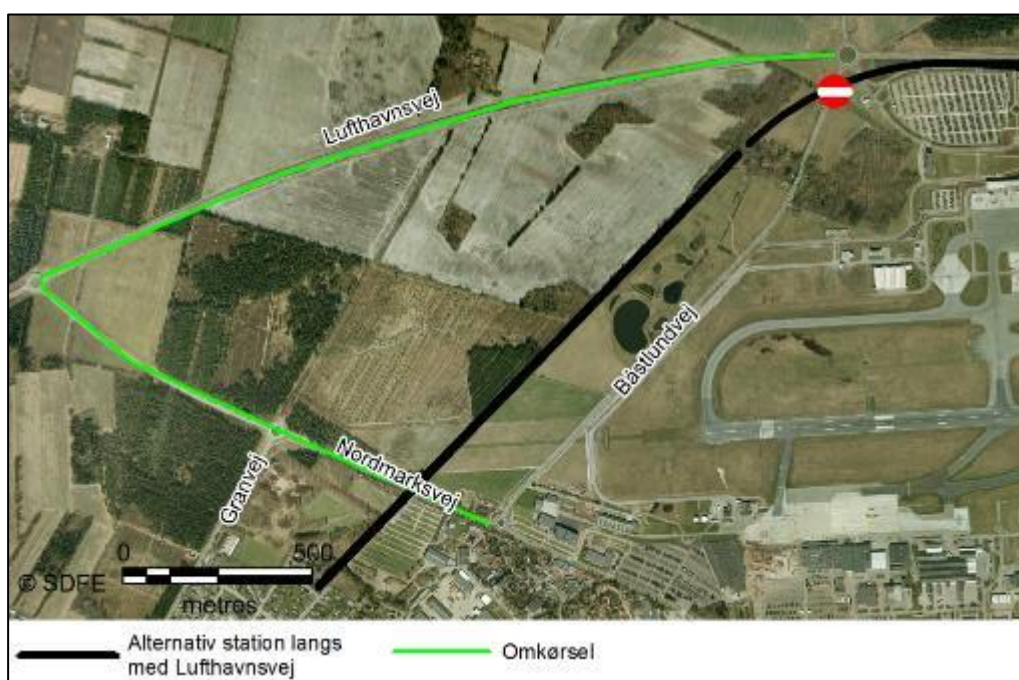 Lufthavnsvej
Båstlundvej
Nordmarksvej
Granvej
0 500
© SDFE
metres
Alternativ station langs
med Lufthavnsvej
Omkørsel